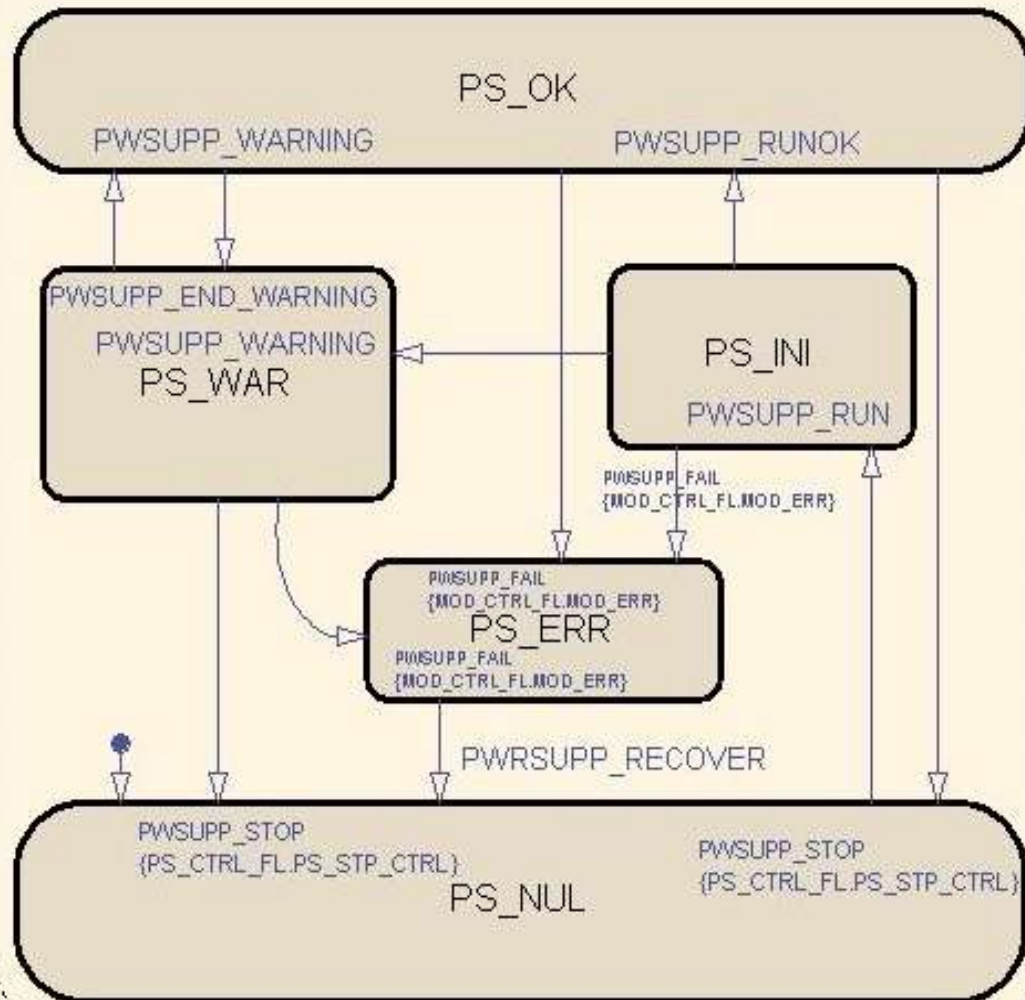 PS_OK
PWSUPP_WARNING
PWSUPP_RUNOK
PWSUPP_END_WARNING
PWSUPP_WARNING
PS_WAR
PS_INI
PWSUPP_RUN
PWSUPP_FAIL
{MOD_CTRL_FL.MOD_ERR}
PWSUPP_FAIL
{MOD_CTRL_FL.MOD_ERR}
PS_ERR
PWSUPP_FAIL
{MOD_CTRL_FL.MOD_ERR}
PWRSUPP_RECOVER
PWSUPP_STOP
{PS_CTRL_FL.PS_STP_CTRL}
PWSUPP_STOP
{PS_CTRL_FL.PS_STP_CTRL}
PS_NUL